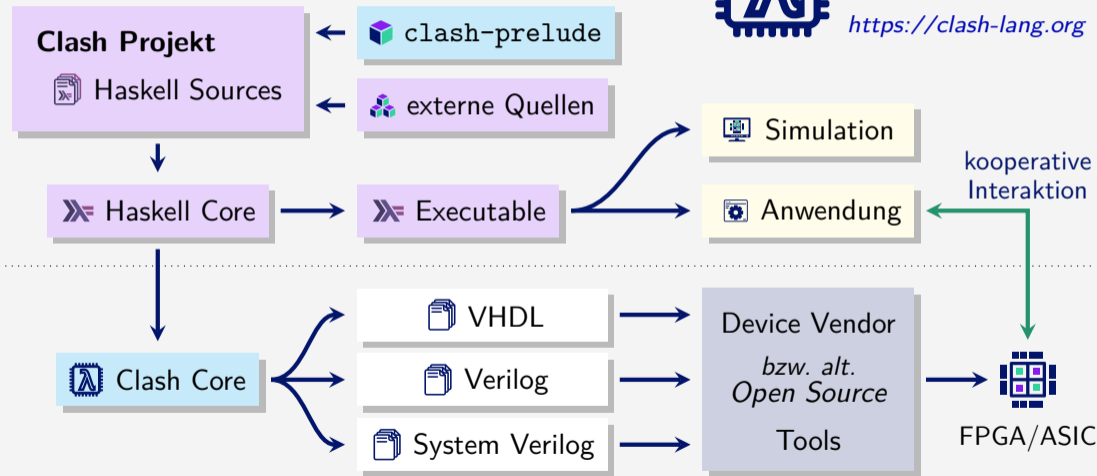 https://clash-lang.org
Clash Projekt
Haskell Sources
clash-prelude
externe Quellen
Simulation
kooperative
Interaktion
Haskell Core
Executable
Anwendung
VHDL
Device Vendor
bzw. alt.
Open Source
Tools
Clash Core
Verilog
System Verilog
FPGA/ASIC